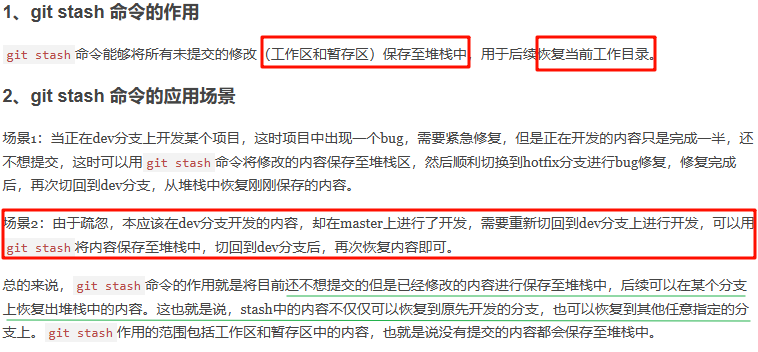 1、git stash 命令的作用
git stash 命令能够将所有未提交的修改（工作区和暂存区）保存至堆栈中，用于后续恢复当前工作目录。
2、git stash 命令的应用场景
场景1：当正在dev分支上开发某个项目，这时项目中出现一个bug，需要紧急修复，但是正在开发的内容只是完成一半，还
不想提交，这时可以用 git stash 命令将修改的内容保存至堆栈区，然后顺利切换到hotfix分支进行bug修复，修复完成
后，再次切回到dev分支，从堆栈中恢复刚刚保存的内容。
场景2：由于疏忽，本应该在dev分支开发的内容，却在master上进行了开发，需要重新切回到dev分支上进行开发，可以用
git stash 将内容保存至堆栈中，切回到dev分支后，再次恢复内容即可。
总的来说，git stash 命令的作用就是将目前还不想提交的但是已经修改的内容进行保存至堆栈中，后续可以在某个分支
上恢复出堆栈中的内容。这也就是说，stash中的内容不仅仅可以恢复到原先开发的分支，也可以恢复到其他任意指定的分
支上。git stash 作用的范围包括工作区和暂存区中的内容，也就是说没有提交的内容都会保存至堆栈中。